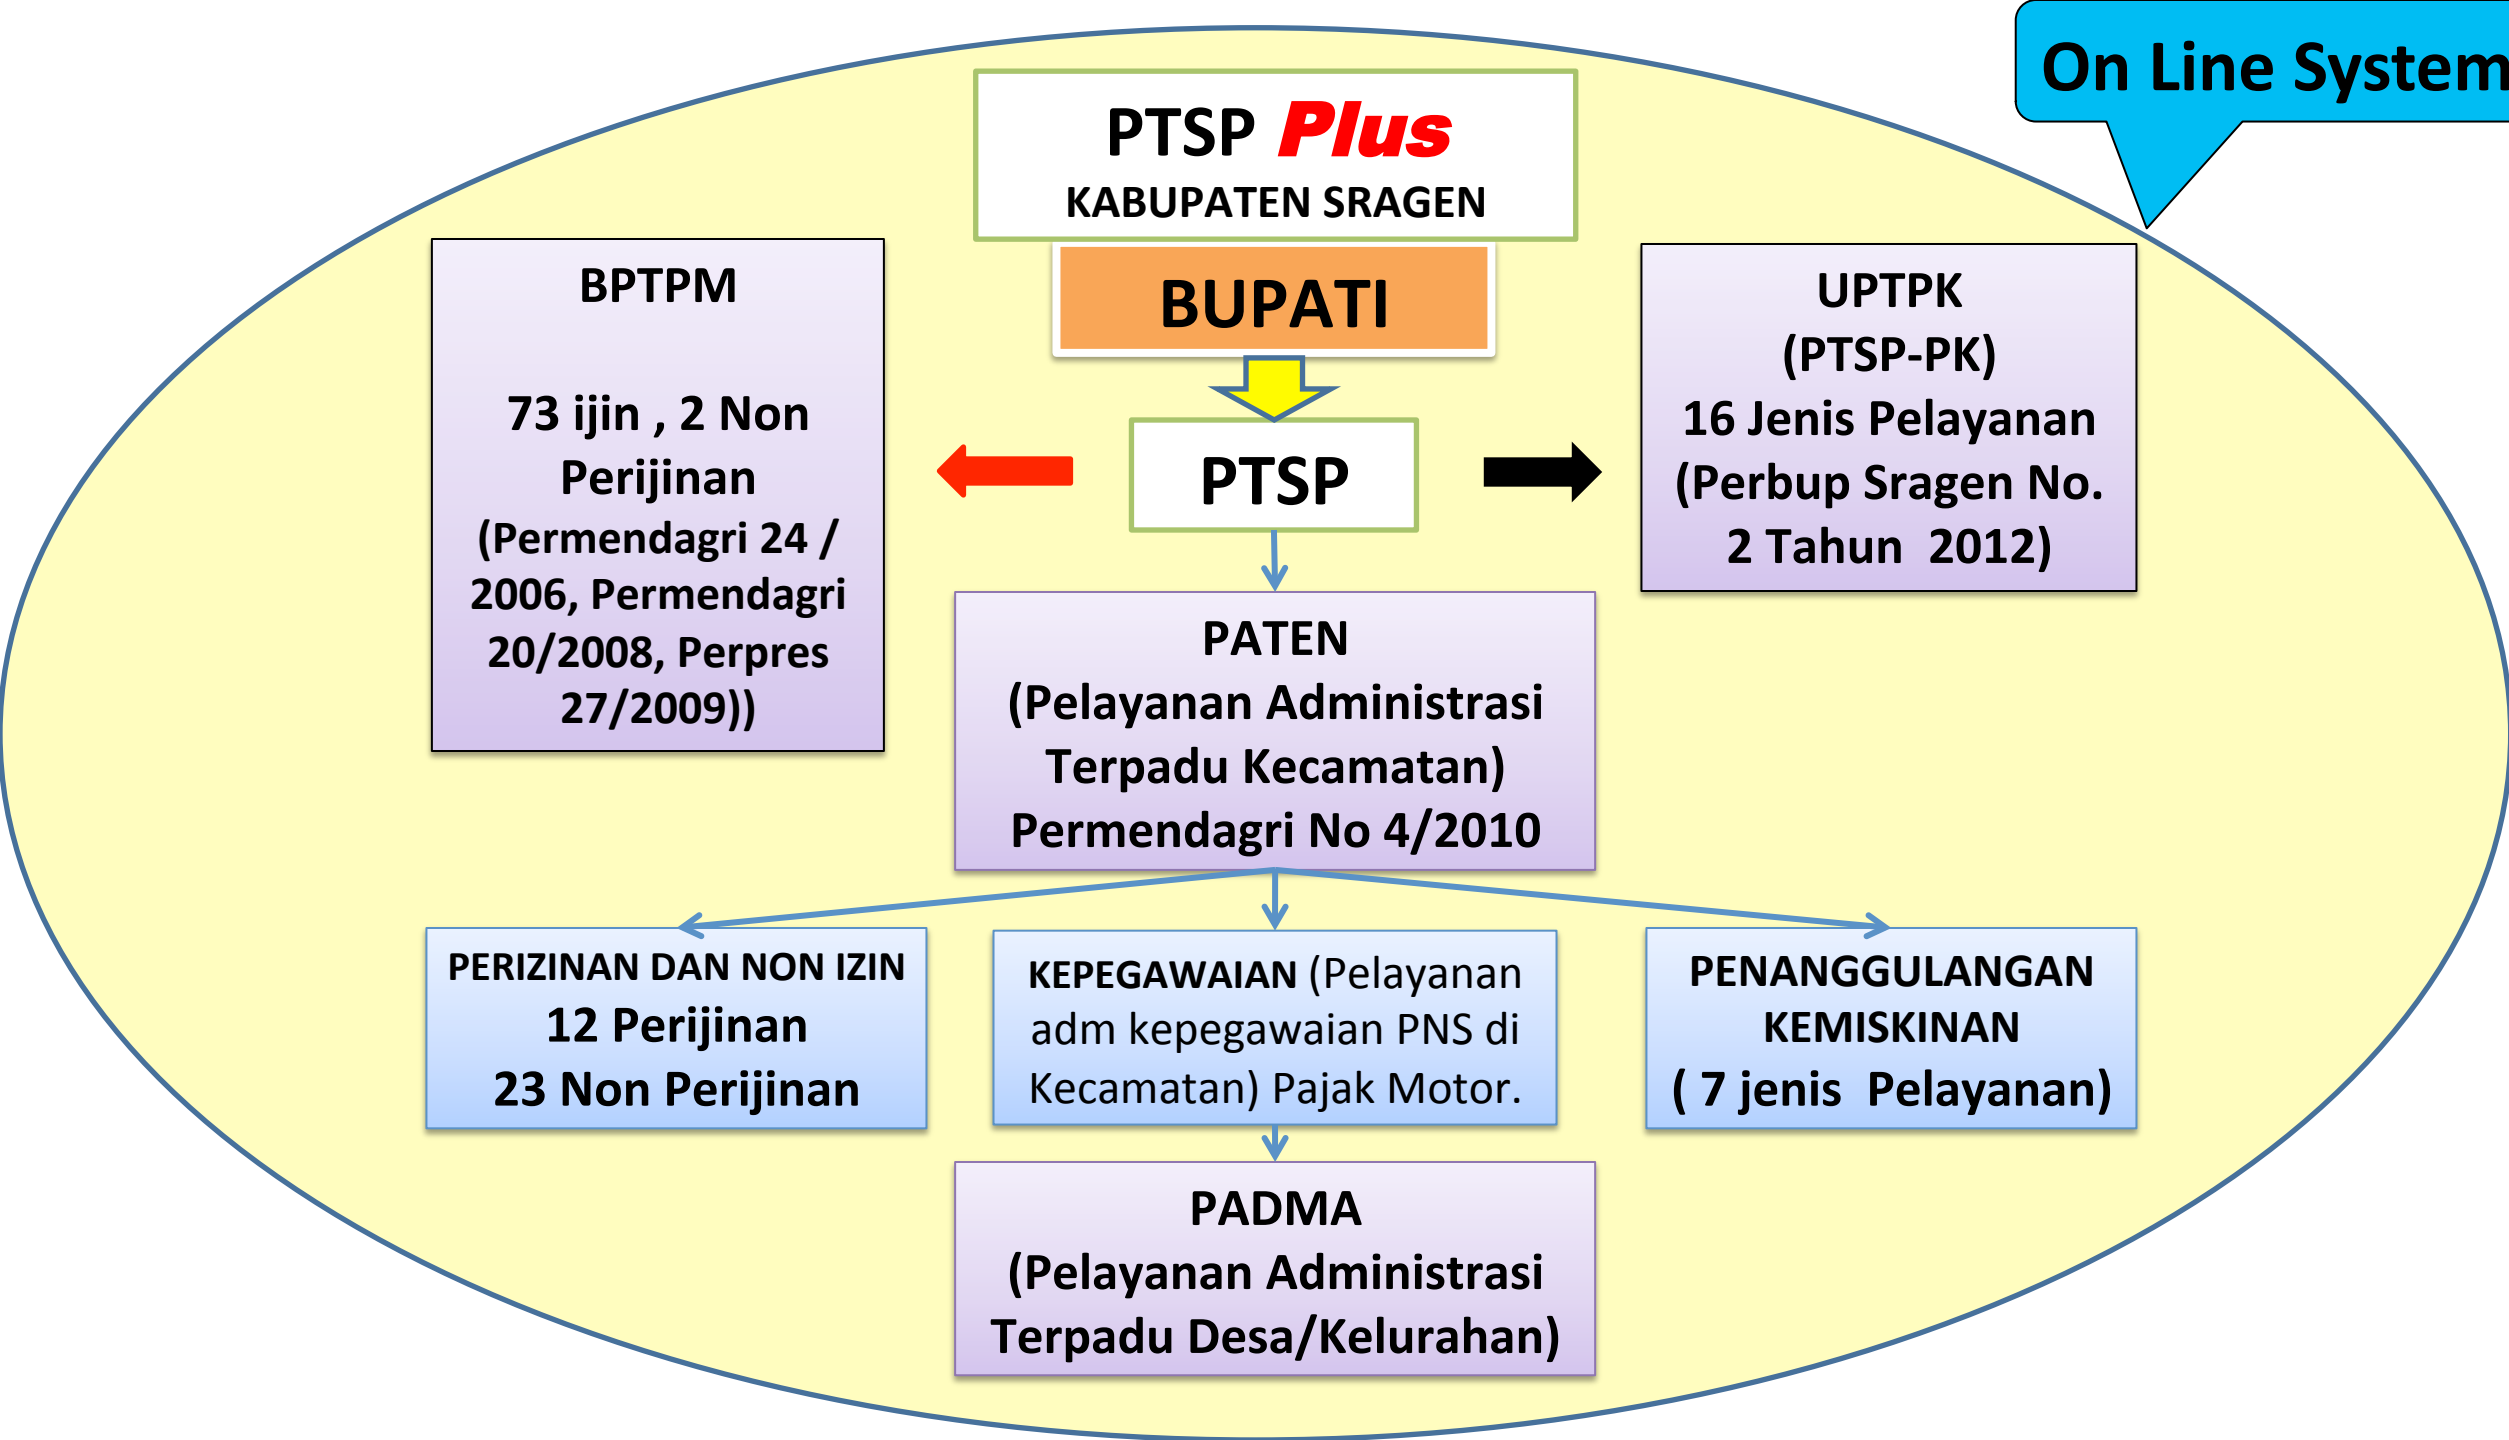 On Line System
PTSP Plus
KABUPATEN SRAGEN
BUPATI
PTSP
BPTPM
73 ijin , 2 Non
Perijinan
(Permendagri 24 /
2006, Permendagri
20/2008, Perpres
27/2009))
UPTPK
(PTSP-PK)
16 Jenis Pelayanan
(Perbup Sragen No.
2 Tahun  2012)
PATEN
(Pelayanan Administrasi
Terpadu Kecamatan)
Permendagri No 4/2010
PERIZINAN DAN NON IZIN
12 Perijinan
23 Non Perijinan
KEPEGAWAIAN (Pelayanan
adm kepegawaian PNS di
Kecamatan) Pajak Motor.
PENANGGULANGAN
KEMISKINAN
( 7 jenis  Pelayanan)
PADMA
(Pelayanan Administrasi
Terpadu Desa/Kelurahan)